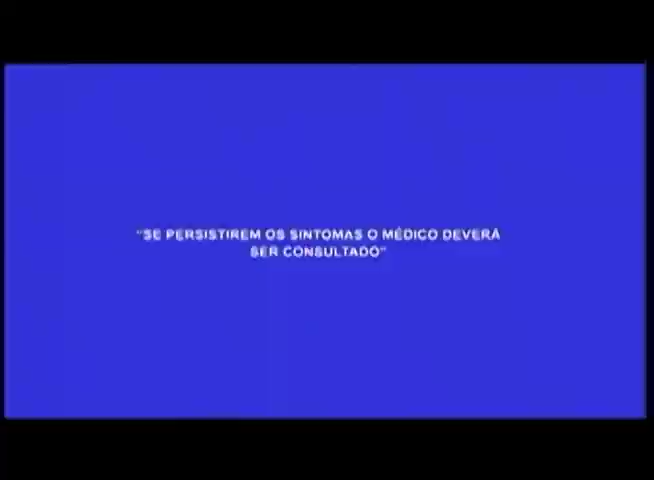 "SE PERSISTIREM OS SINTOMAS O MÉDICO DEVERÁ
SER CONSULTADO"